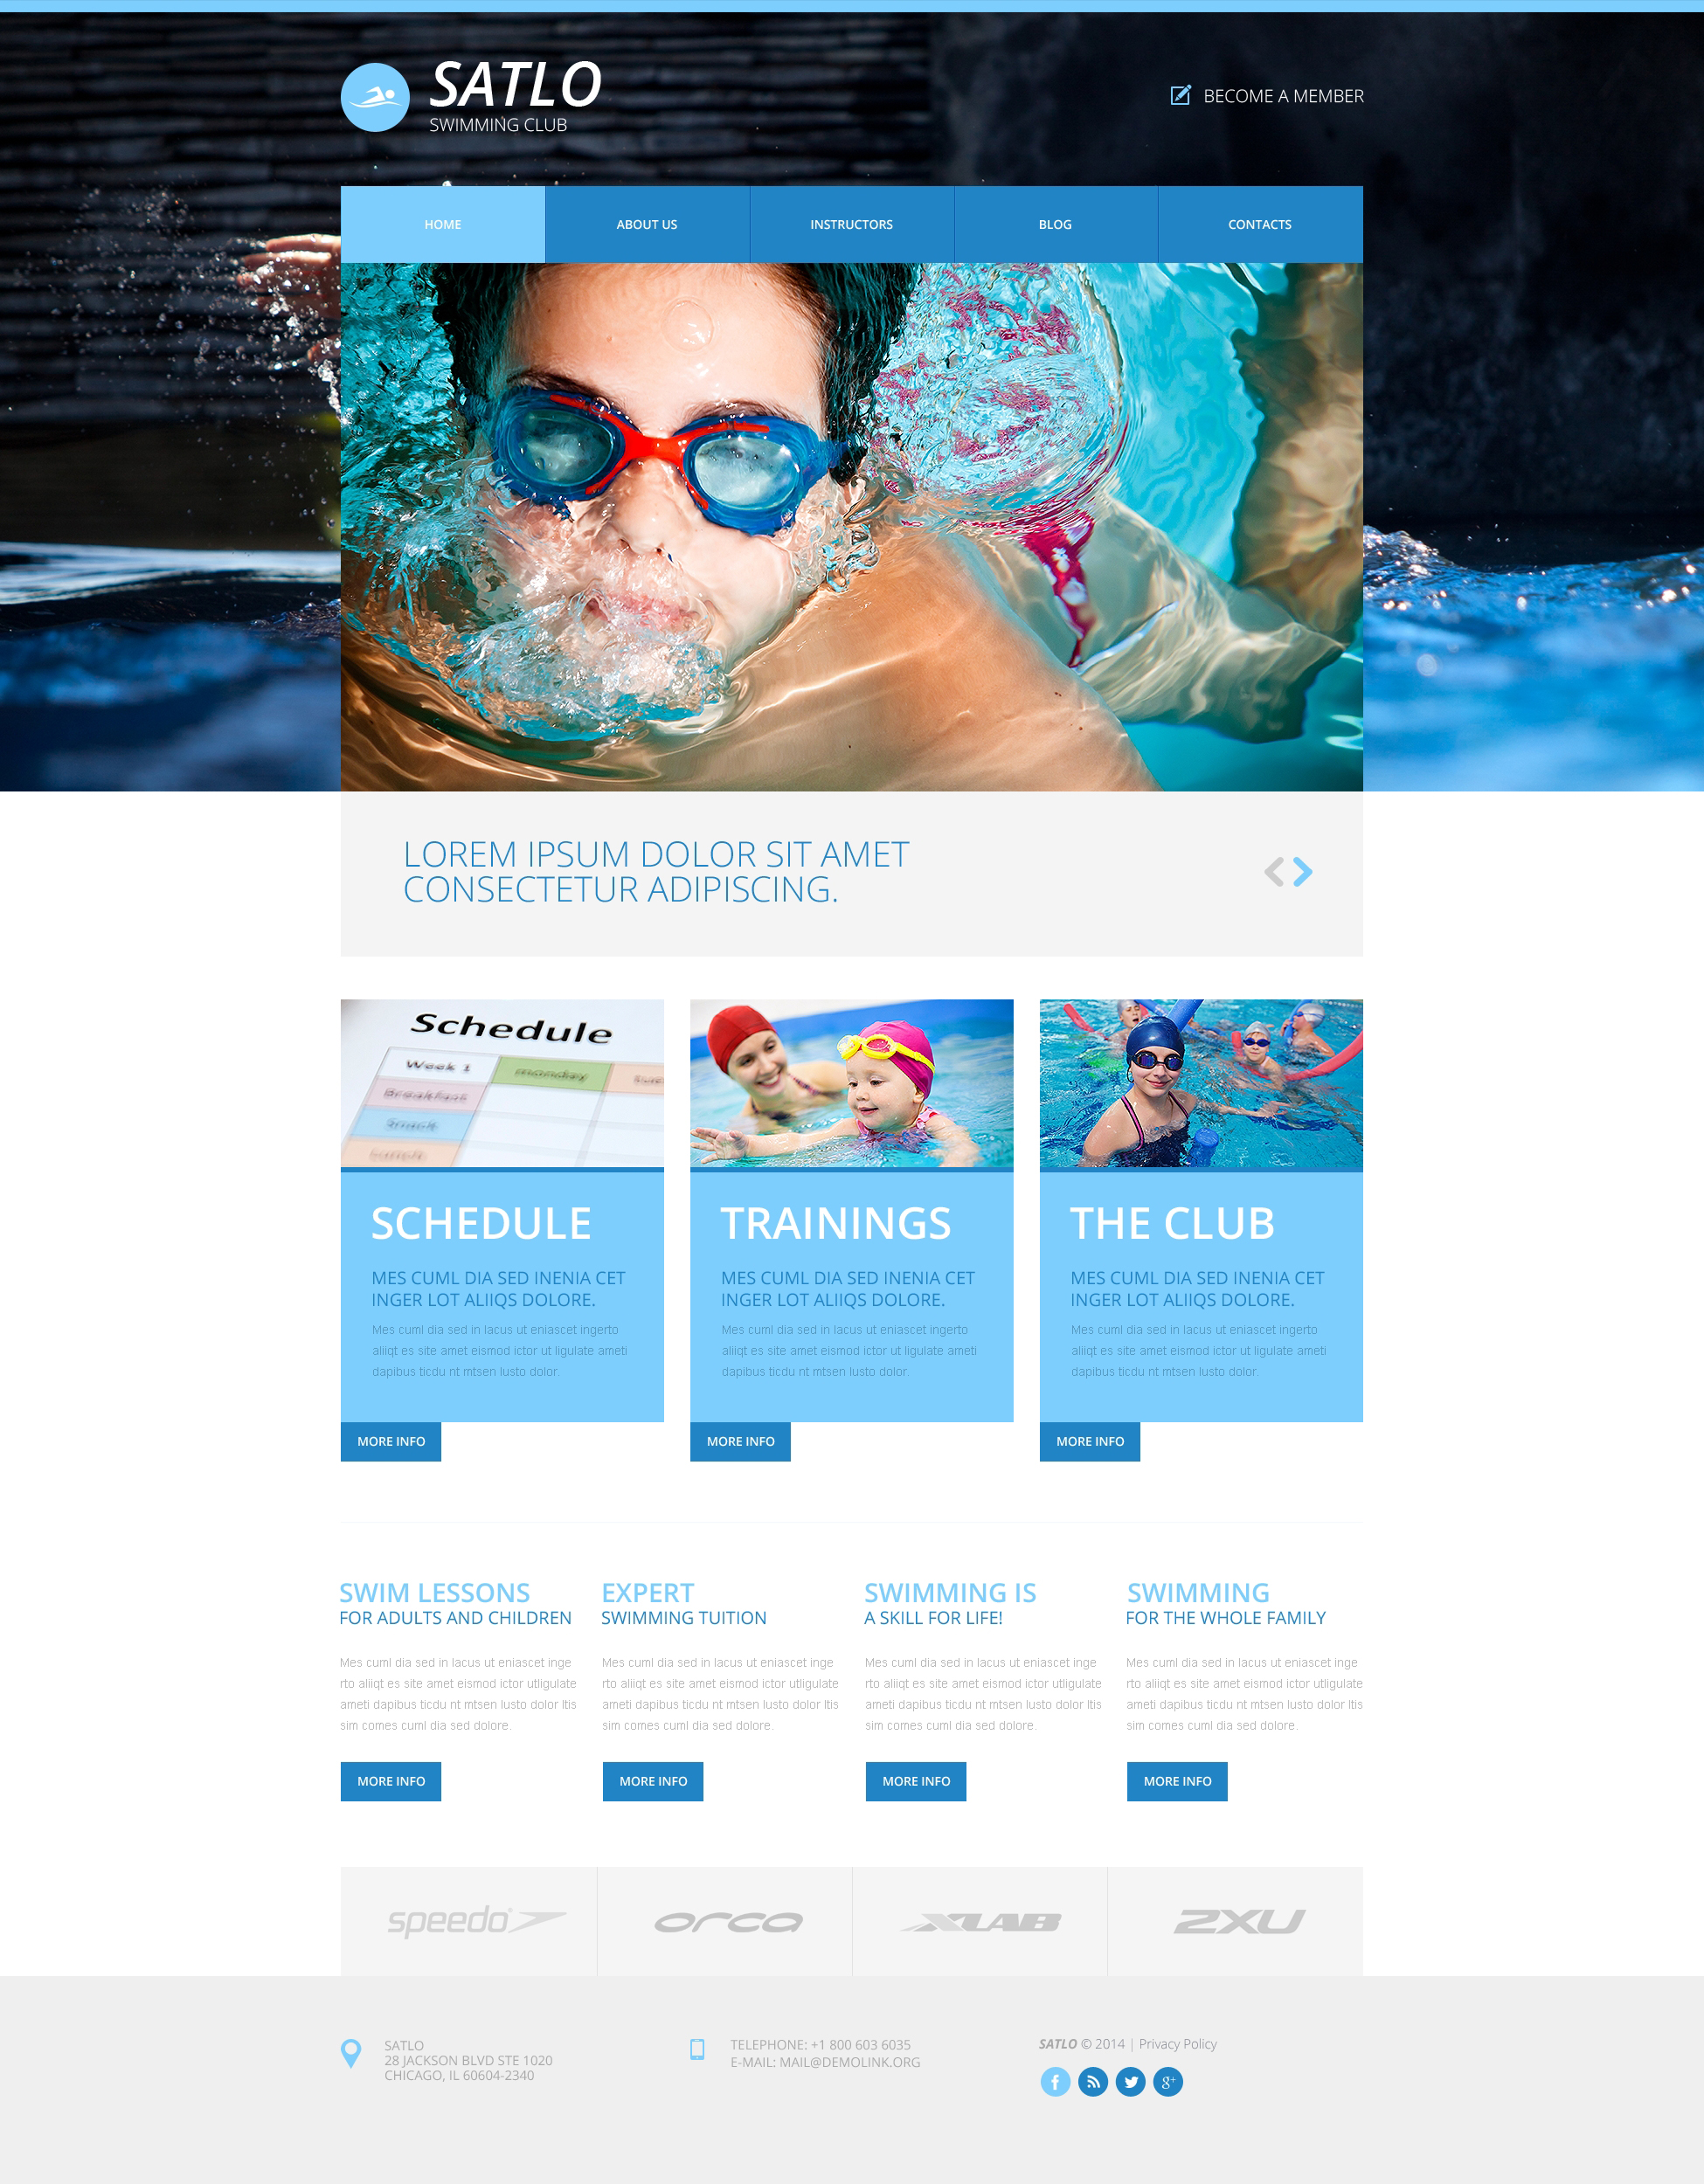 SATLO
SWIMMING CLUB
BECOME A MEMBER
HOME
ABOUT US
INSTRUCTORS
BLOG
CONTACTS
LOREM IPSUM DOLOR SIT AMET
CONSECTETUR ADIPISCING.
Schedule
Week 1
monday
Breakfast
Snack
Lunch
SCHEDULE
MES CUML DIA SED INENIA CET
INGER LOT ALIIQS DOLORE.
Mes cuml dia sed in lacus ut eniascet ingerto
aliiqt es site amet eismod ictor ut ligulate ameti
dapibus ticdu nt mtsen lusto dolor.
MORE INFO
TRAININGS
MES CUML DIA SED INENIA CET
INGER LOT ALIIQS DOLORE.
Mes cuml dia sed in lacus ut eniascet ingerto
aliiqt es site amet eismod ictor ut ligulate ameti
dapibus ticdu nt mtsen lusto dolor.
MORE INFO
THE CLUB
MES CUML DIA SED INENIA CET
INGER LOT ALIIQS DOLORE.
Mes cuml dia sed in lacus ut eniascet ingerto
aliiqt es site amet eismod ictor ut ligulate ameti
dapibus ticdu nt mtsen lusto dolor.
MORE INFO
SWIM LESSONS
FOR ADULTS AND CHILDREN
Mes cuml dia sed in lacus ut eniascet inge
rto aliiqt es site amet eismod ictor utligulate
ameti dapibus ticdu nt mtsen lusto dolor ltis
sim comes cuml dia sed dolore.
MORE INFO
EXPERT
SWIMMING TUITION
Mes cuml dia sed in lacus ut eniascet inge
rto aliiqt es site amet eismod ictor utligulate
ameti dapibus ticdu nt mtsen lusto dolor ltis
sim comes cuml dia sed dolore.
MORE INFO
SWIMMING IS
A SKILL FOR LIFE!
Mes cuml dia sed in lacus ut eniascet inge
rto aliiqt es site amet eismod ictor utligulate
ameti dapibus ticdu nt mtsen lusto dolor ltis
sim comes cuml dia sed dolore.
MORE INFO
SWIMMING
FOR THE WHOLE FAMILY
Mes cuml dia sed in lacus ut eniascet inge
rto aliiqt es site amet eismod ictor utligulate
ameti dapibus ticdu nt mtsen lusto dolor ltis
sim comes cuml dia sed dolore.
MORE INFO
speedo
orca
XLAB
2XU
SATLO
28 JACKSON BLVD STE 1020
CHICAGO, IL 60604-2340
TELEPHONE: +1 800 603 6035
E-MAIL: MAIL@DEMOLINK.ORG
SATLO © 2014 | Privacy Policy